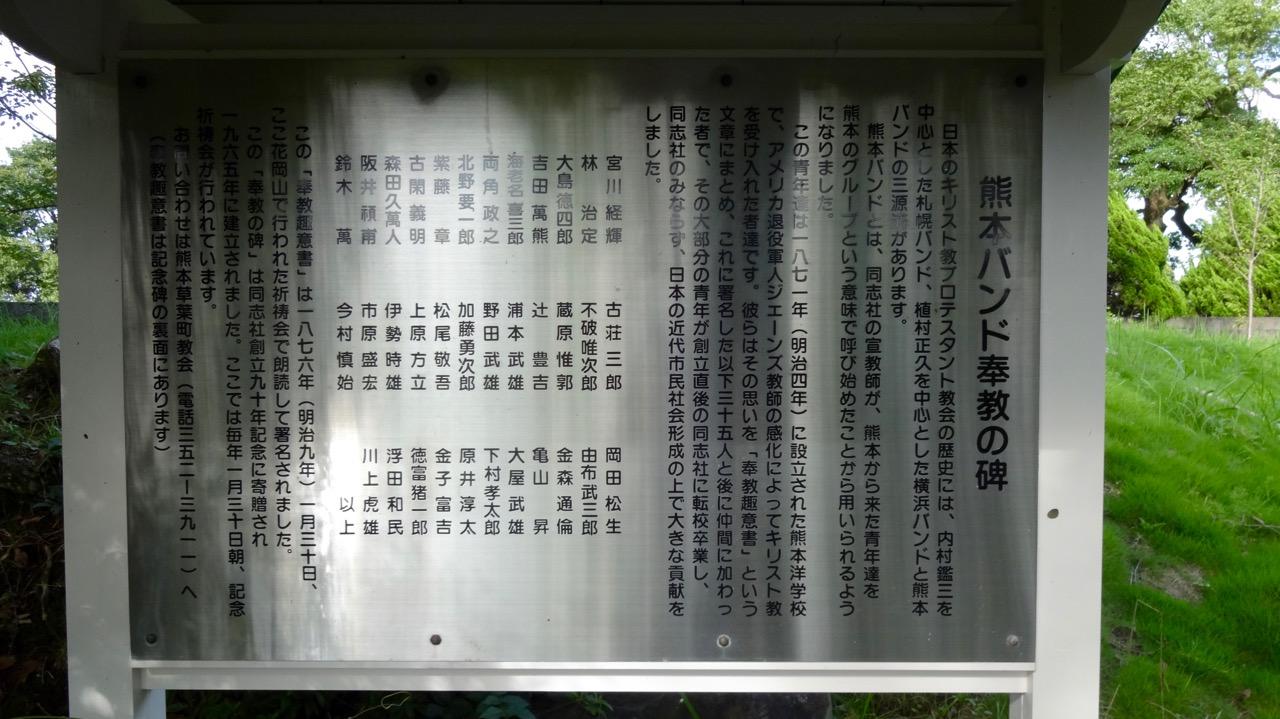 熊本バンド奉教の碑
日本のキリスト教プロテスタント教会の歴史には、内村鑑三を
中心とした札幌バンド、植村正久を中心とした横浜バンドと熊本
バンドの三源流があります。
熊本バンドとは、同志社の宣教師が、熊本から来た青年達を
熊本のグループという意味で呼び始めたことから用いられるよう
になりました。
この青年達は一八七一年（明治四年）に設立された熊本洋学校
で、アメリカ退役軍人ジェーンズ教師の感化によってキリスト教
を受け入れた者達です。彼らはその思いを「奉教趣意書」という
文章にまとめ、これに署名した以下三十五人と後に仲間に加わっ
た者で、その大部分の青年が創立直後の同志社に転校卒業し、
同志社のみならず、日本の近代市民社会形成の上で大きな貢献を
しました。
宮川経輝 古荘三郎 岡田松生
林治定 不破唯次郎 由布武三郎
大島徳四郎 蔵原惟郭 金森通倫
吉田萬熊 辻豊吉 亀山昇
海老名喜三郎 浦本武雄 大屋武雄
両角政之 野田武雄 下村孝太郎
北野要一郎 加藤勇次郎 原井淳太
紫藤章 松尾敬吾 金子富吉
古閑義明 上原方立 徳富猪一郎
森田久萬人 伊勢時雄 浮田和民
阪井禎甫 市原盛宏 川上虎雄
鈴木萬 今村慎始 以上
この「奉教趣意書」は一八七六年（明治九年）一月三十日、
ここ花岡山で行われた祈祷会で朗読して署名されました。
この「奉教の碑」は同志社創立九十年記念に寄贈され
一九六五年に建立されました。ここでは毎年一月三十日朝、記念
祈祷会が行われています。
お問い合わせは熊本草葉町教会（電話三五二ー三九一一）へ
（奉教趣意書は記念碑の裏面にあります）